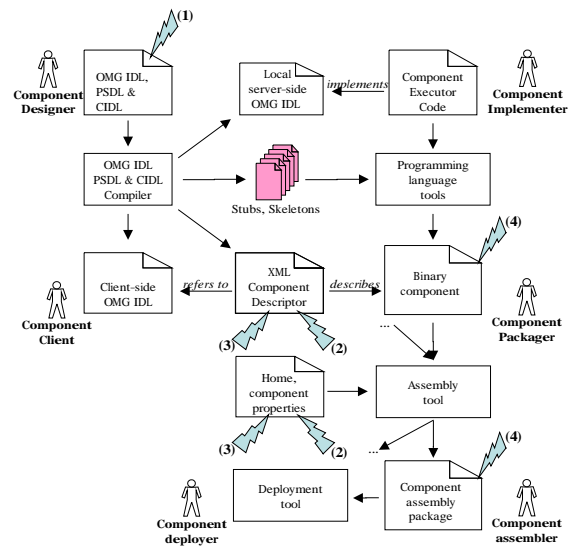 (1)
Component
Designer
OMG IDL,
PSDL &
CIDL
Local
server-side
OMG IDL
implements
Component
Executor
Code
Component
Implementer
OMG IDL
PSDL & CIDL
Compiler
Stubs, Skeletons
Programming
language
tools
(4)
Component
Client
Client-side
OMG IDL
refers to
XML
Component
Descriptor
describes
Binary
component
Component
Packager
(3)
(2)
...
Home,
component
properties
Assembly
tool
(3)
(2)
...
(4)
Component
deployer
Deployment
tool
Component
assembly
package
Component
assembler